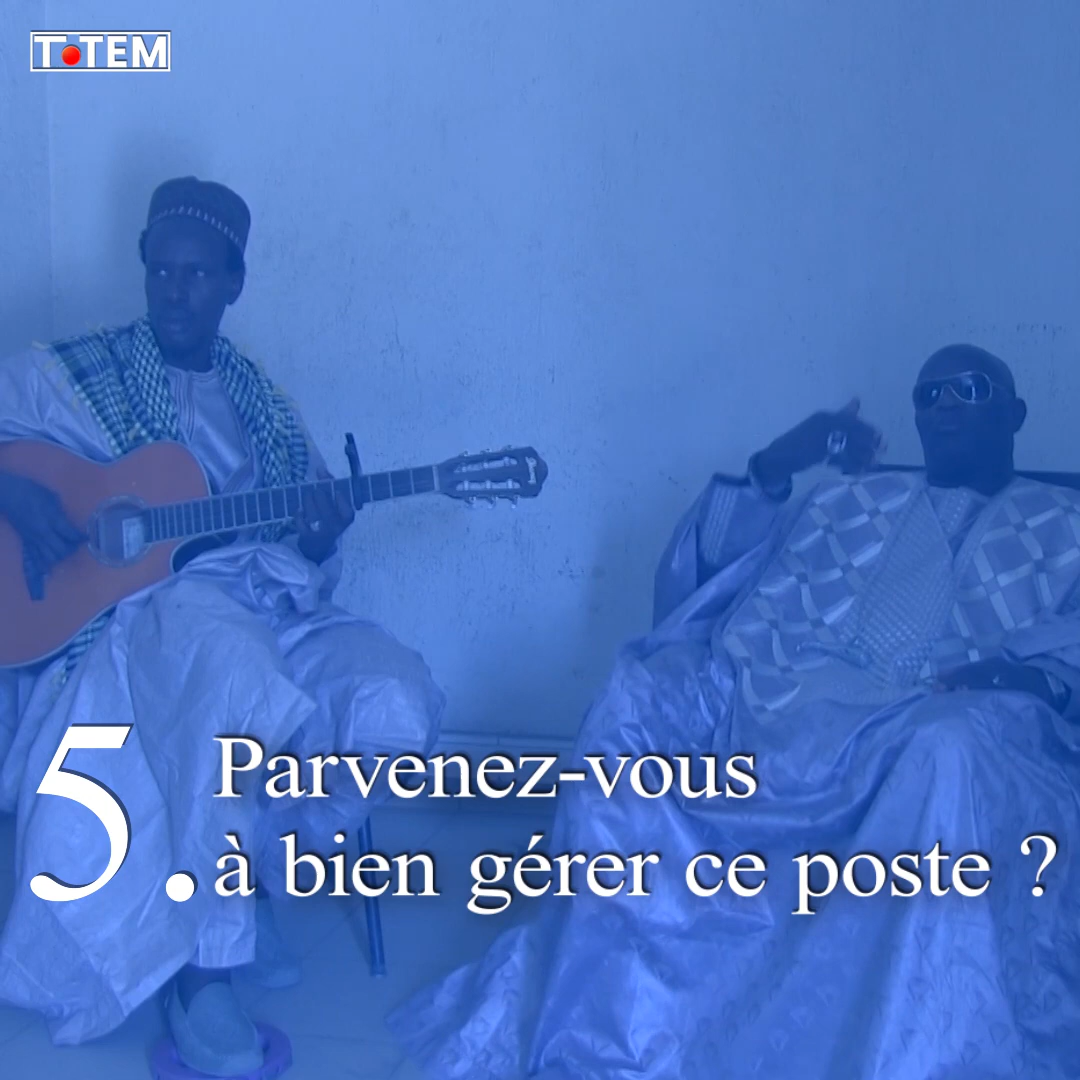 TOTEM
5. Parvenez-vous
à bien gérer ce poste ?